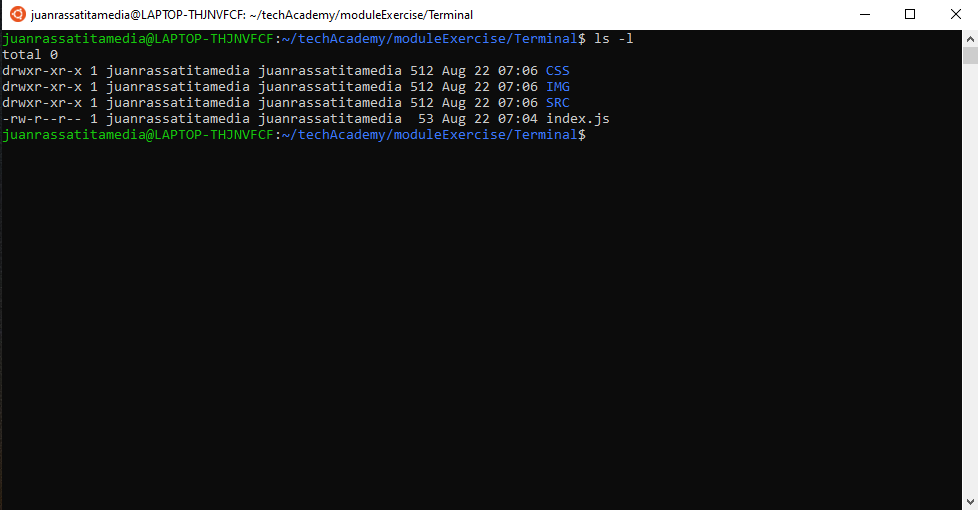 juanrassatitamedia@LAPTOP-THJNVFCF: ~/techAcademy/moduleExercise/Terminal
juanrassatitamedia@LAPTOP-THJNVFCF:~/techAcademy/moduleExercise/Terminal$ ls -l
total 0
drwxr-xr-x 1 juanrassatitamedia juanrassatitamedia 512 Aug 22 07:06 CSS
drwxr-xr-x 1 juanrassatitamedia juanrassatitamedia 512 Aug 22 07:06 IMG
drwxr-xr-x 1 juanrassatitamedia juanrassatitamedia 512 Aug 22 07:06 SRC
-rw-r--r-- 1 juanrassatitamedia juanrassatitamedia  53 Aug 22 07:04 index.js
juanrassatitamedia@LAPTOP-THJNVFCF:~/techAcademy/moduleExercise/Terminal$